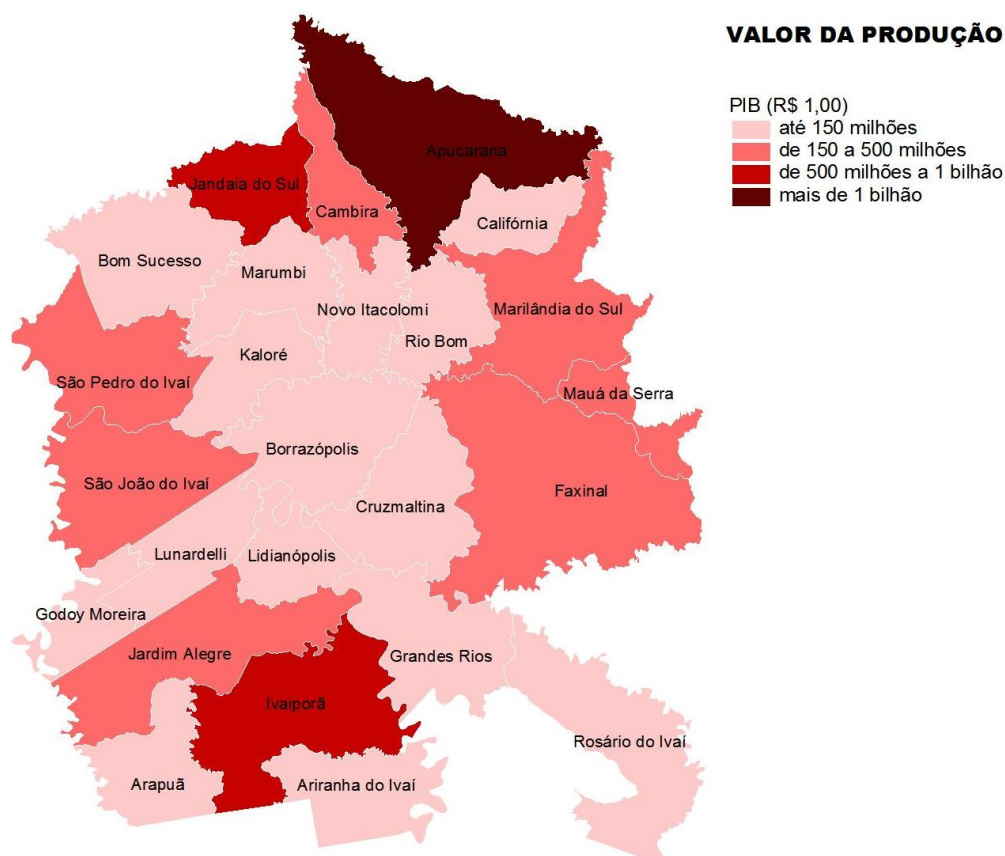 VALOR DA PRODUÇÃO
PIB (R$ 1,00)
até 150 milhões
de 150 a 500 milhões
de 500 milhões a 1 bilhão
mais de 1 bilhão
Apucarana
Jandaia do Sul
Cambira
Califórnia
Bom Sucesso
Marumbi
Novo Itacolomi
Marilândia do Sul
Rio Bom
Kaloré
São Pedro do Ivaí
Mauá da Serra
Borrazópolis
São João do Ivaí
Faxinal
Cruzmaltina
Lunardelli
Lidianópolis
Godoy Moreira
Jardim Alegre
Grandes Rios
Ivaiporã
Rosário do Ivaí
Arapuã
Ariranha do Ivaí